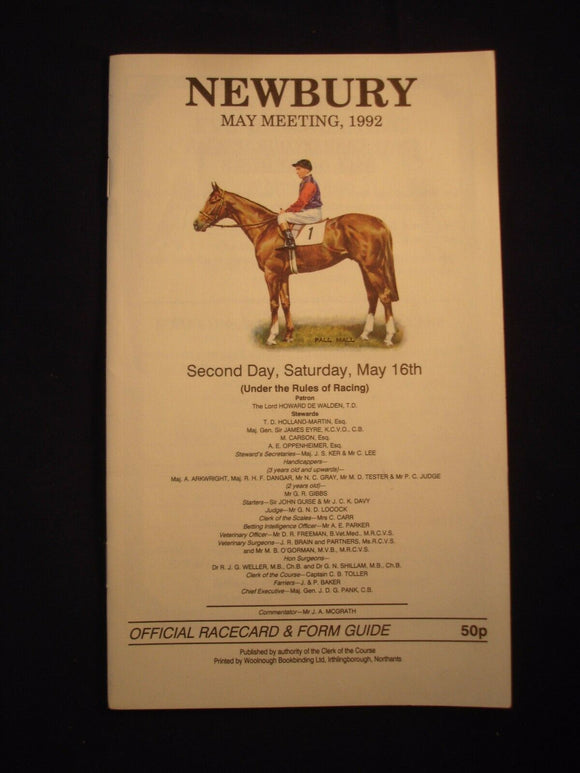 NEWBURY
MAY MEETING, 1992
1
PALL MALL
Second Day, Saturday, May 16th
(Under the Rules of Racing)
Patron
The Lord HOWARD DE WALDEN, T.D.
Stewards
T. D. HOLLAND-MARTIN, Esq.
Maj. Gen. Sir JAMES EYRE, K.C.V.O., C.B.
M. CARSON, Esq.
A. E. OPPENHEIMER, Esq.
Steward's Secretaries—Maj. J. S. KER & Mr C. LEE
Handicappers—
(3 years old and upwards)—
Maj. A. ARKWRIGHT, Maj. R. H. F. DANGAR, Mr N. C. GRAY, Mr M. D. TESTER & Mr P. C. JUDGE
(2 years old)—
Mr G. R. GIBBS
Starters—Sir JOHN GUISE & Mr J. C. K. DAVY
Judge—Mr G. N. D. LOCOCK
Clerk of the Scales—Mrs C. CARR
Betting Intelligence Officer—Mr A. E. PARKER
Veterinary Officer—Mr D. R. FREEMAN, B.Vet.Med., M.R.C.V.S.
Veterinary Surgeons—J. R. BRAIN and PARTNERS, Ms.R.C.V.S.
and Mr M. B. O'GORMAN, M.V.B., M.R.C.V.S.
Hon Surgeons—
Dr R. J. G. WELLER, M.B., Ch.B. and Dr G. N. SHILLAM, M.B., Ch.B.
Clerk of the Course—Captain C. B. TOLLER
Farriers—J. & P. BAKER
Chief Executive—Maj. Gen. J. D. G. PANK, C.B.
Commentator—Mr J. A. McGRATH
OFFICIAL RACECARD & FORM GUIDE 50p
Published by authority of the Clerk of the Course
Printed by Woolnough Bookbinding Ltd, Irthlingborough, Northants